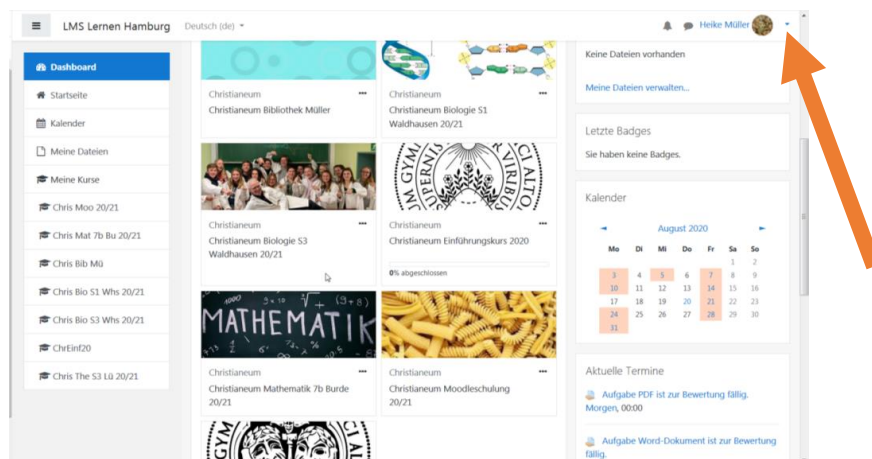 LMS Lernen Hamburg
Deutsch (de)
Heike Müller
Dashboard
Startseite
Kalender
Meine Dateien
Meine Kurse
Chris Moo 20/21
Chris Mat 7b Bu 20/21
Chris Bib Mü
Chris Bio S1 Whs 20/21
Chris Bio S3 Whs 20/21
ChrEinf20
Chris The S3 Lü 20/21
Christianeum
Christianeum Bibliothek Müller
Christianeum
Christianeum Biologie S1
Waldhausen 20/21
Christianeum
Christianeum Biologie S3
Waldhausen 20/21
Christianeum
Christianeum Einführungskurs 2020
0% abgeschlossen
MATHEMATIK
Christianeum
Christianeum Mathematik 7b Burde
20/21
Christianeum
Christianeum Moodleschulung
20/21
Keine Dateien vorhanden
Meine Dateien verwalten...
Letzte Badges
Sie haben keine Badges.
Kalender
August 2020
Mo Di Mi Do Fr Sa So
1 2
3 4 5 6 7 8 9
10 11 12 13 14 15 16
17 18 19 20 21 22 23
24 25 26 27 28 29 30
31
Aktuelle Termine
Aufgabe PDF ist zur Bewertung fällig.
Morgen, 00:00
Aufgabe Word-Dokument ist zur Bewertung
fällig.